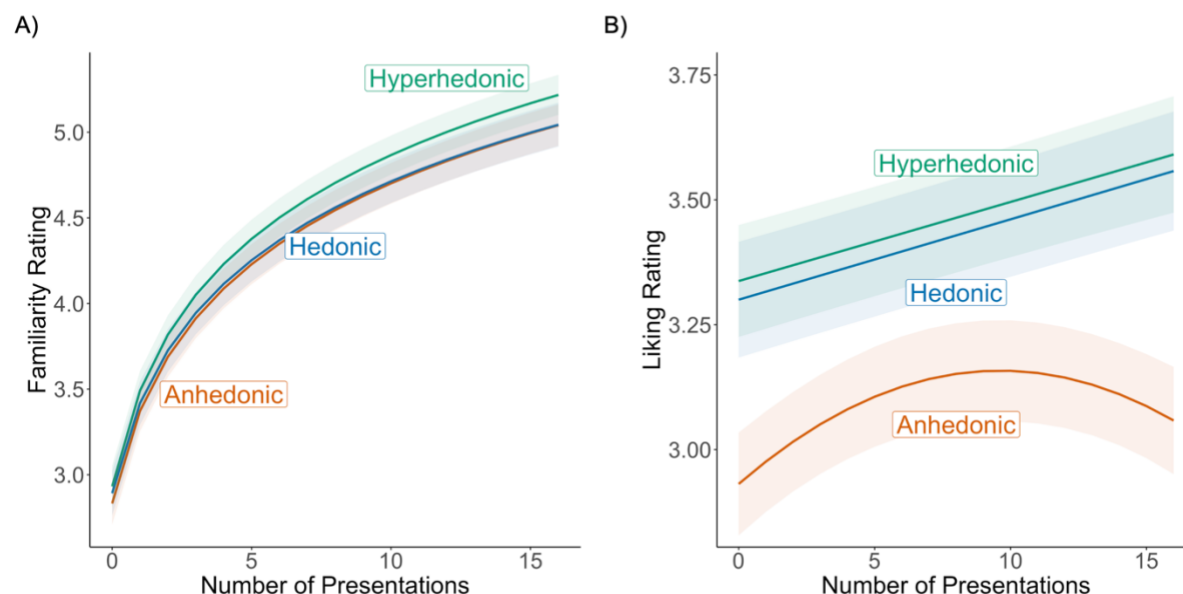 A)
Familiarity Rating
5.0
4.5
4.0
3.5
3.0
Hyperhedonic
Hedonic
Anhedonic
0 5 10 15
Number of Presentations
B)
Liking Rating
3.75
3.50
3.25
3.00
Hyperhedonic
Hedonic
Anhedonic
0 5 10 15
Number of Presentations